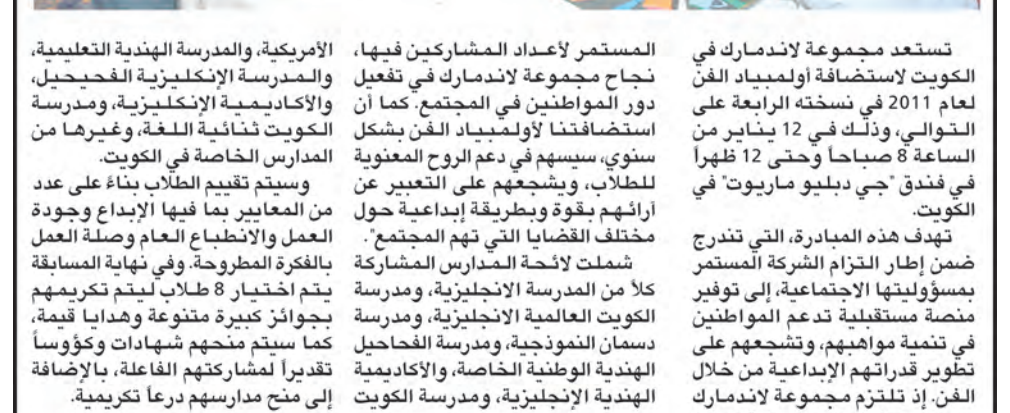 تستعد مجموعة لاندمارك في
الكويت لاستضافة أولمبياد الفن
لعام 2011 في نسخته الرابعة على
التوالي، وذلك في 12 يناير من
الساعة 8 صباحاً وحتى 12 ظهراً
في فندق "جي دبليو ماريوت" في
الكويت.
تهدف هذه المبادرة، التي تندرج
ضمن إطار التزام الشركة المستمر
بمسؤوليتها الاجتماعية، إلى توفير
منصة مستقبلية تدعم المواطنين
في تنمية مواهبهم، وتشجعهم على
تطوير قدراتهم الإبداعية من خلال
الفن. إذ تلتزم مجموعة لاندمارك
المستمر لأعداد المشاركين فيها،
نجاح مجموعة لاندمارك في تفعيل
دور المواطنين في المجتمع. كما أن
استضافتنا لأولمبياد الفن بشكل
سنوي، سيسهم في دعم الروح المعنوية
للطلاب، ويشجعهم على التعبير عن
آرائهم بقوة وبطريقة إبداعية حول
مختلف القضايا التي تهم المجتمع".
شملت لائحة المدارس المشاركة
كلاً من المدرسة الانجليزية، ومدرسة
الكويت العالمية الانجليزية، ومدرسة
دسمان النموذجية، ومدرسة الفحاحيل
الهندية الوطنية الخاصة، والأكاديمية
الهندية الإنجليزية، ومدرسة الكويت
الأمريكية، والمدرسة الهندية التعليمية،
والمدرسة الإنكليزية الفحيحيل،
والأكاديمية الإنكليزية، ومدرسة
الكويت ثنائية اللغة، وغيرها من
المدارس الخاصة في الكويت.
وسيتم تقييم الطلاب بناءً على عدد
من المعايير بما فيها الإبداع وجودة
العمل والانطباع العام وصلة العمل
بالفكرة المطروحة. وفي نهاية المسابقة
يتم اختيار 8 طلاب ليتم تكريمهم
بجوائز كبيرة متنوعة وهدايا قيمة،
كما سيتم منحهم شهادات وكؤوساً
تقديراً لمشاركتهم الفاعلة، بالإضافة
إلى منح مدارسهم درعاً تكريمية.